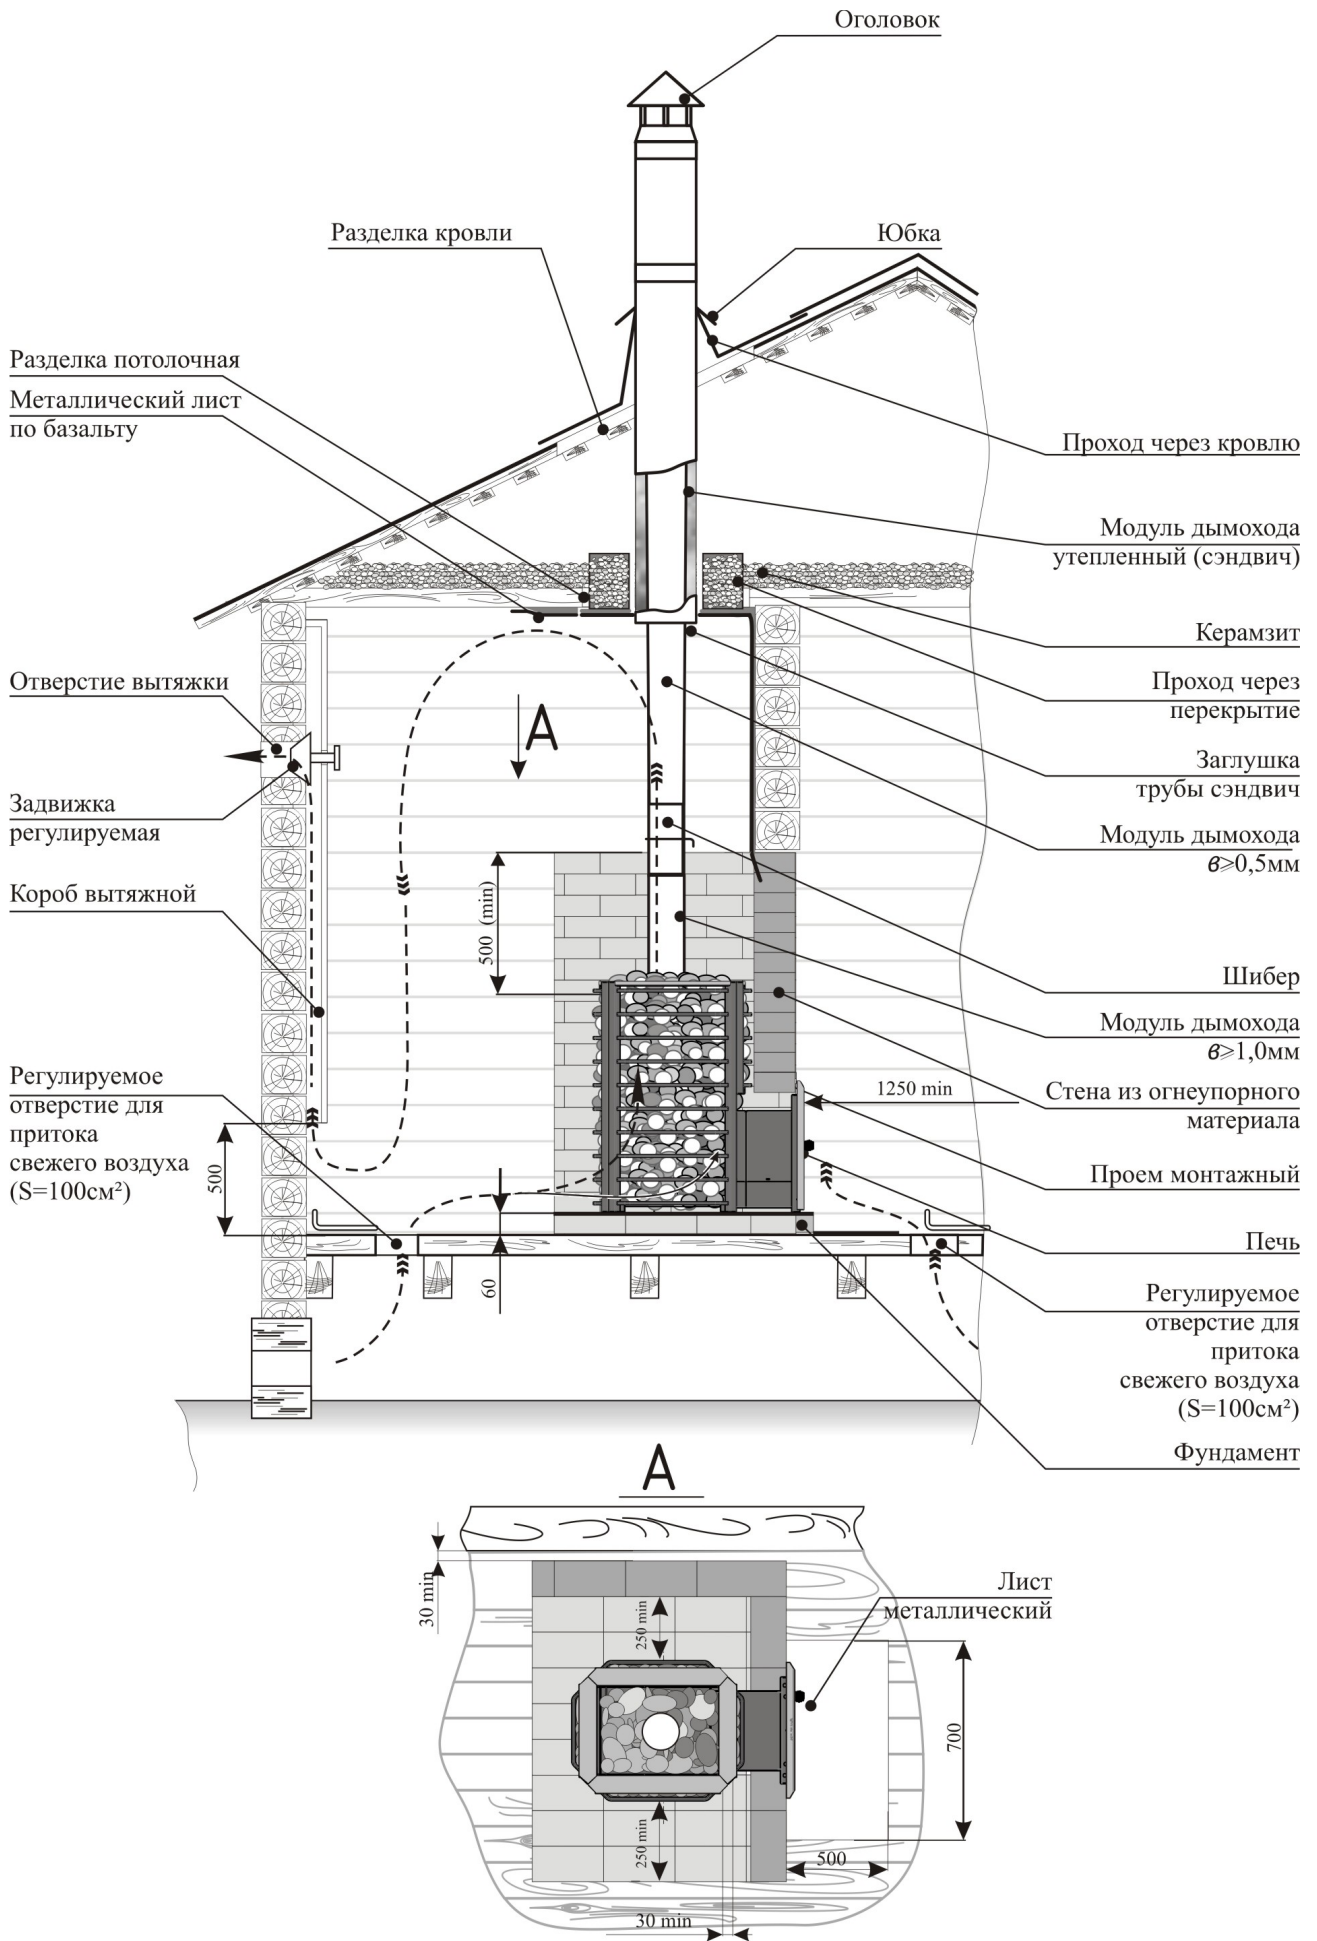 Оголовок
Разделка кровли
Юбка
Разделка потолочная
Металлический лист
по базальту
Проход через кровлю
Модуль дымохода
утепленный (сэндвич)
Керамзит
Отверстие вытяжки
Проход через
перекрытие
А
Заглушка
трубы сэндвич
Задвижка
регулируемая
Модуль дымохода
в⩾0,5мм
Короб вытяжной
500 (min)
Шибер
Модуль дымохода
в⩾1,0мм
Регулируемое
отверстие для
притока
свежего воздуха
(S=100см²)
500
1250 min
Стена из огнеупорного
материала
Проем монтажный
Печь
60
Регулируемое
отверстие для
притока
свежего воздуха
(S=100см²)
Фундамент
А
30 min
250 min
Лист
металлический
700
250 min
500
30 min